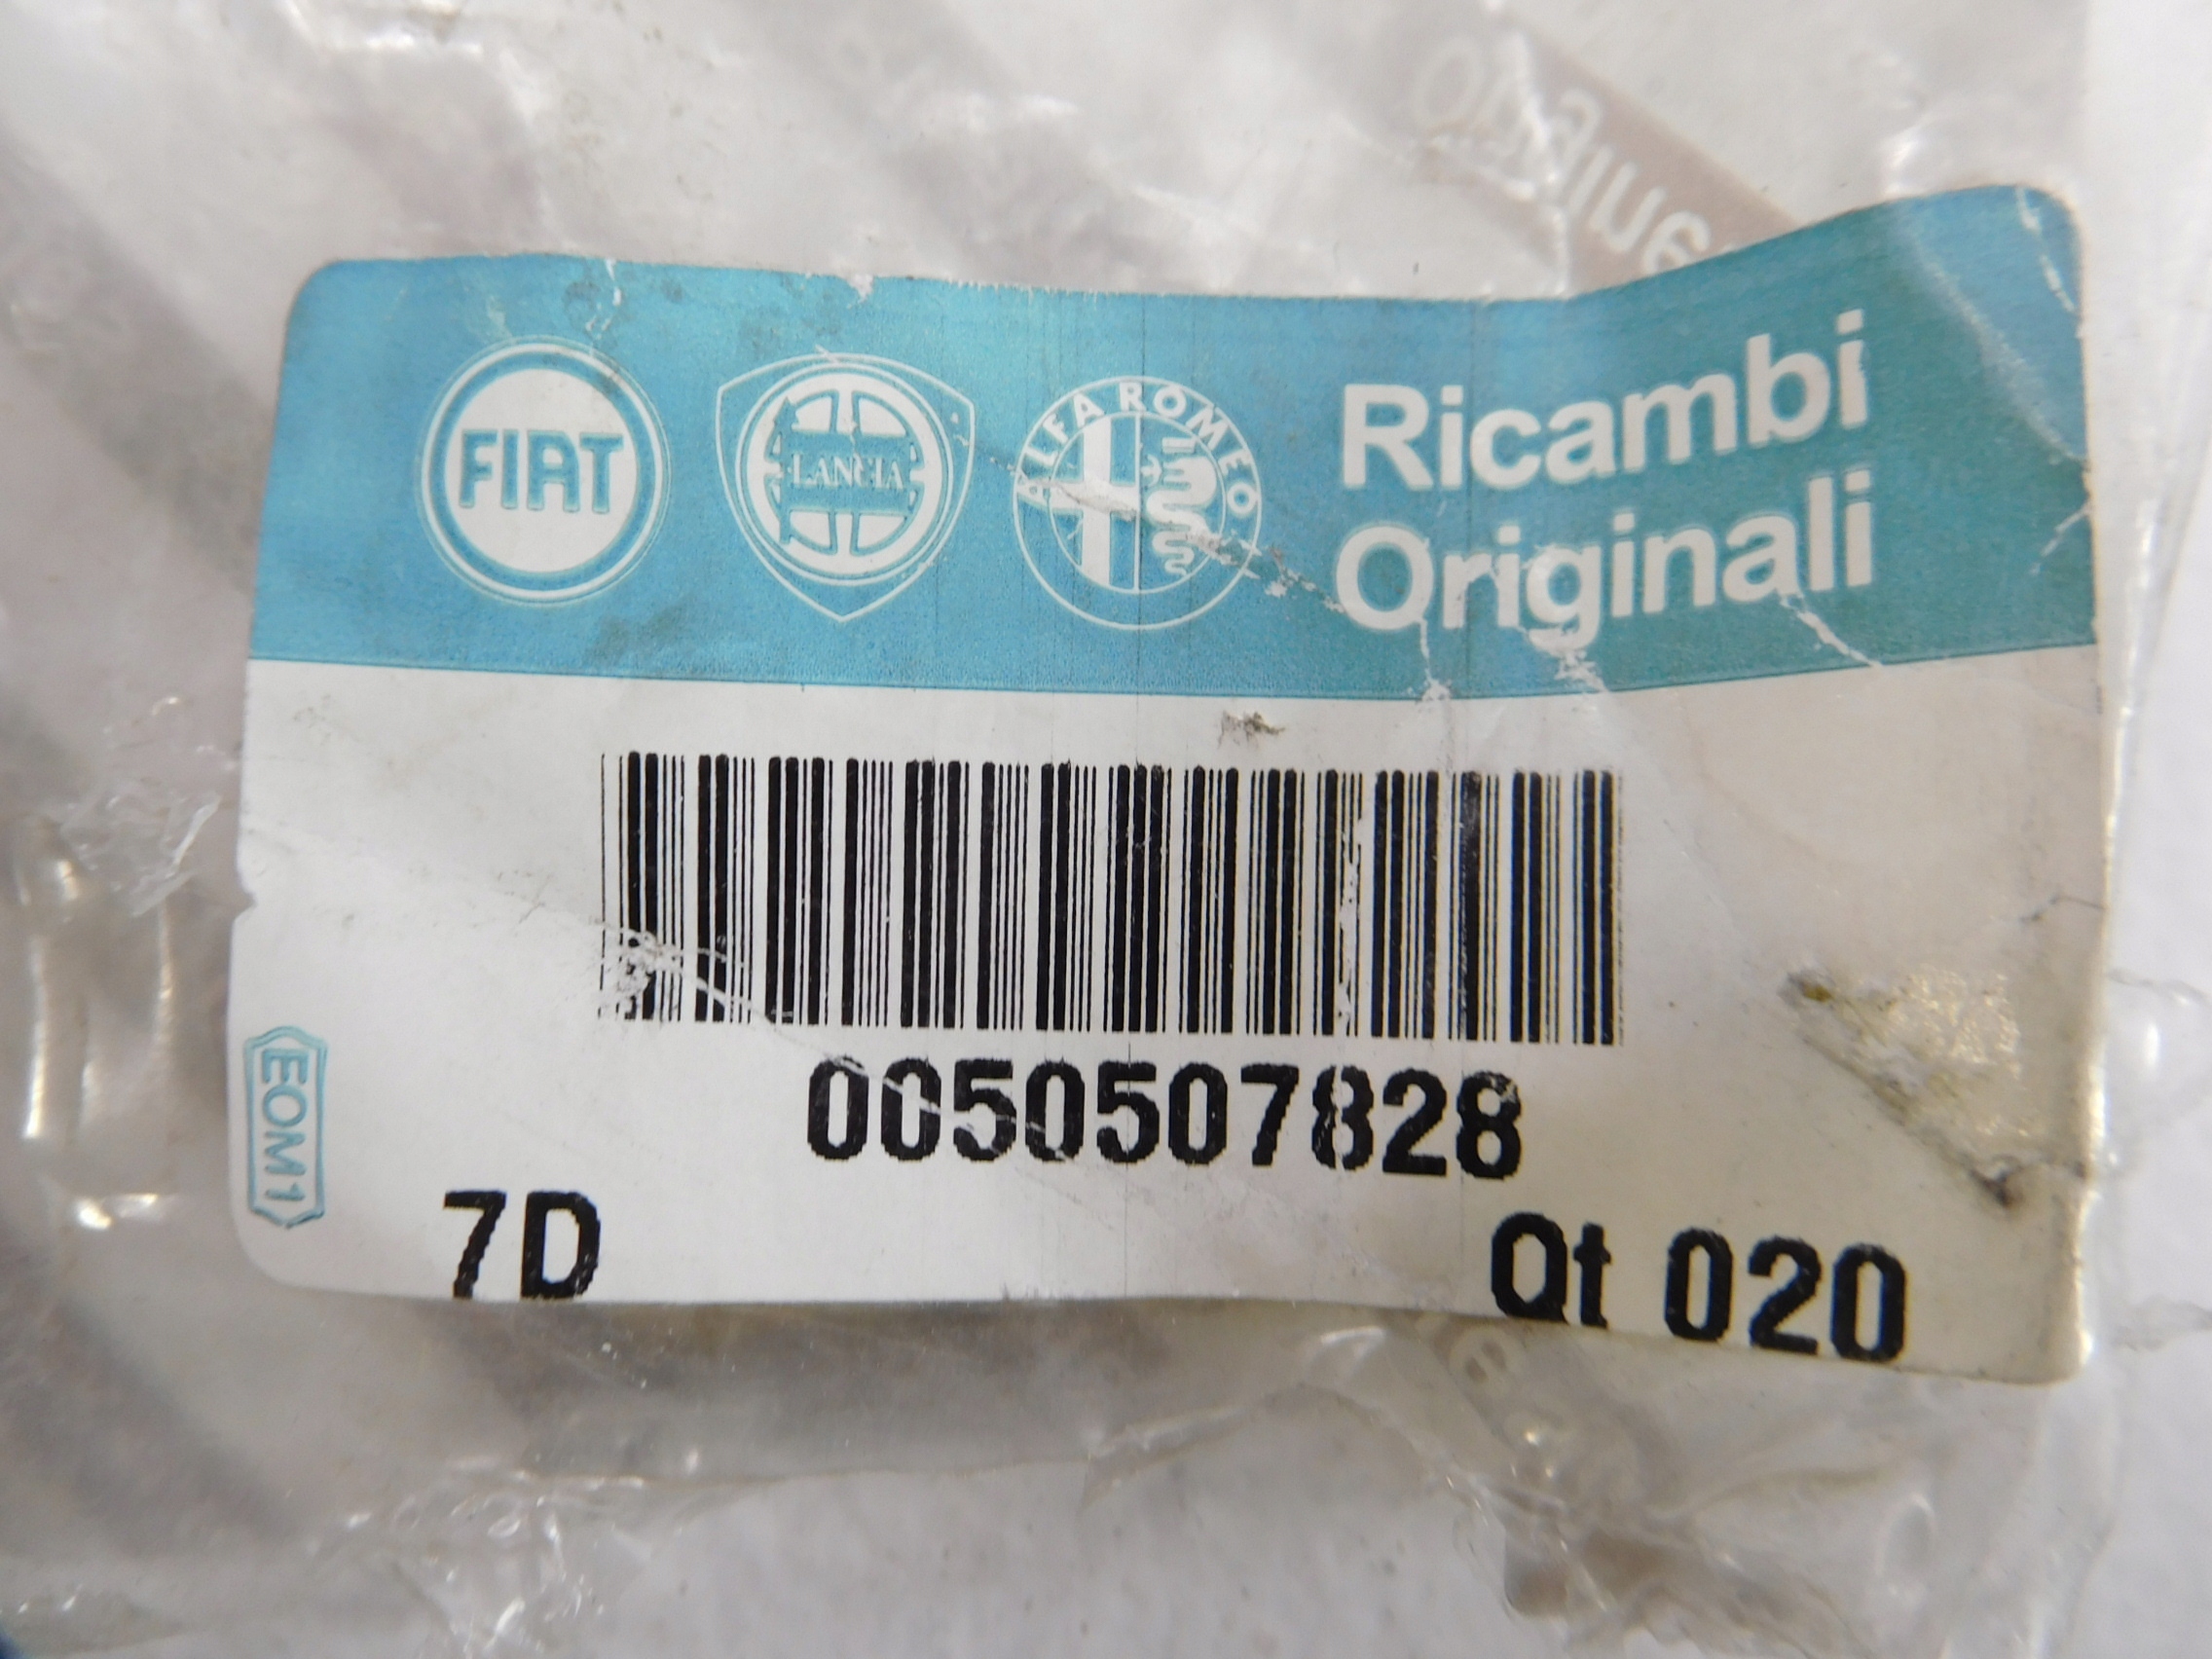 FIAT
LANCIA
ALFA ROMEO
Ricambi
Originali
0050507828
EOM1
7D
Qt 020